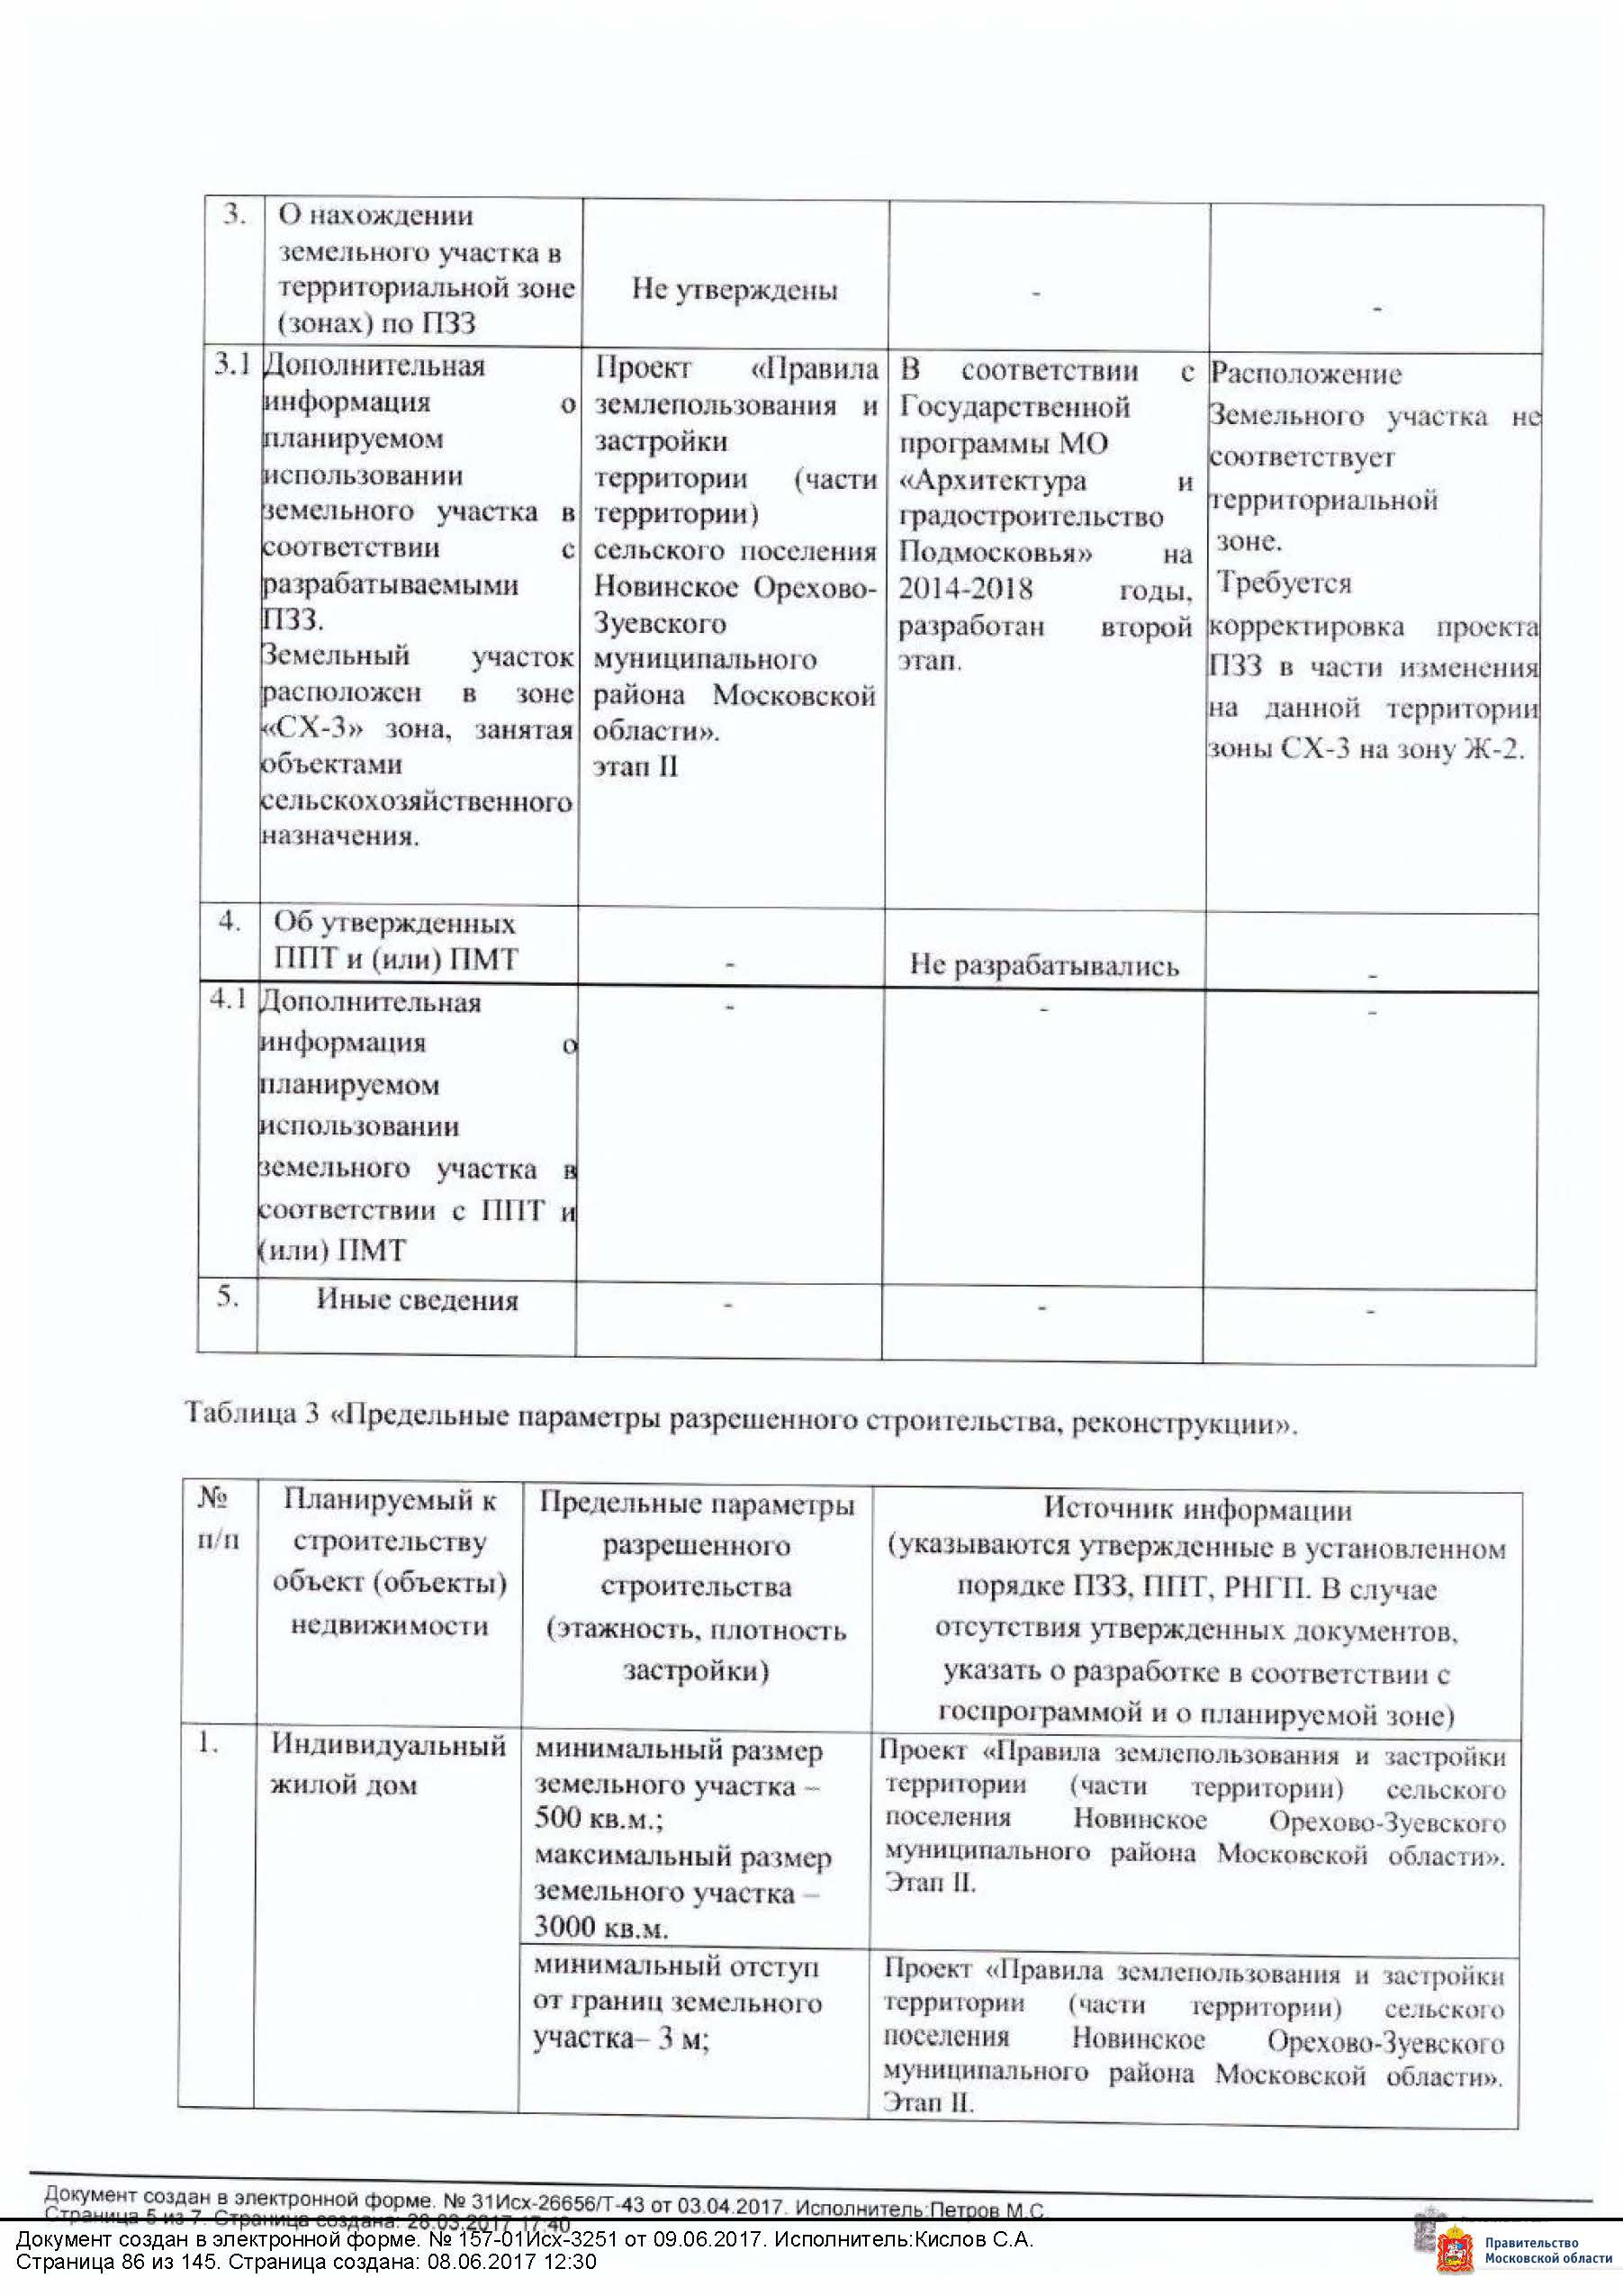 3.
О нахождении
земельного участка в
территориальной зоне
(зонах) по ПЗЗ
Не утверждены
-
-
3.1
Дополнительная
информация о
планируемом
использовании
земельного участка в
соответствии с
разрабатываемыми
ПЗЗ.
Земельный участок
расположен в зоне
«СХ-3» зона, занятая
объектами
сельскохозяйственного
назначения.
Проект «Правила
землепользования и
застройки
территории (части
территории)
сельского поселения
Новинское Орехово-
Зуевского
муниципального
района Московской
области».
этап II
В соответствии с
Государственной
программы МО
«Архитектура и
градостроительство
Подмосковья» на
2014-2018 годы,
разработан второй
этап.
Расположение
Земельного участка не
соответствует
территориальной
зоне.
Требуется
корректировка проекта
ПЗЗ в части изменения
на данной территории
зоны СХ-3 на зону Ж-2.
4.
Об утвержденных
ППТ и (или) ПМТ
-
Не разрабатывались
-
4.1
Дополнительная
информация о
планируемом
использовании
земельного участка в
соответствии с ППТ и
(или) ПМТ
-
-
-
5.
Иные сведения
-
-
-
Таблица 3 «Предельные параметры разрешенного строительства, реконструкции».
№
п/п
Планируемый к
строительству
объект (объекты)
недвижимости
Предельные параметры
разрешенного
строительства
(этажность, плотность
застройки)
Источник информации
(указываются утвержденные в установленном
порядке ПЗЗ, ППТ, РНГП. В случае
отсутствия утвержденных документов,
указать о разработке в соответствии с
госпрограммой и о планируемой зоне)
1.
Индивидуальный
жилой дом
минимальный размер
земельного участка –
500 кв.м.;
максимальный размер
земельного участка –
3000 кв.м.
Проект «Правила землепользования и застройки
территории (части территории) сельского
поселения Новинское Орехово-Зуевского
муниципального района Московской области».
Этап II.
минимальный отступ
от границ земельного
участка– 3 м;
Проект «Правила землепользования и застройки
территории (части территории) сельского
поселения Новинское Орехово-Зуевского
муниципального района Московской области».
Этап II.
Документ создан в электронной форме. № 31Исх-26656/Т-43 от 03.04.2017. Исполнитель:Петров М.С.
Страница 5 из 7. Страница создана: 28.03.2017 17:40
Документ создан в электронной форме. № 157-01Исх-3251 от 09.06.2017. Исполнитель:Кислов С.А.
Страница 86 из 145. Страница создана: 08.06.2017 12:30
Правительство
Московской области